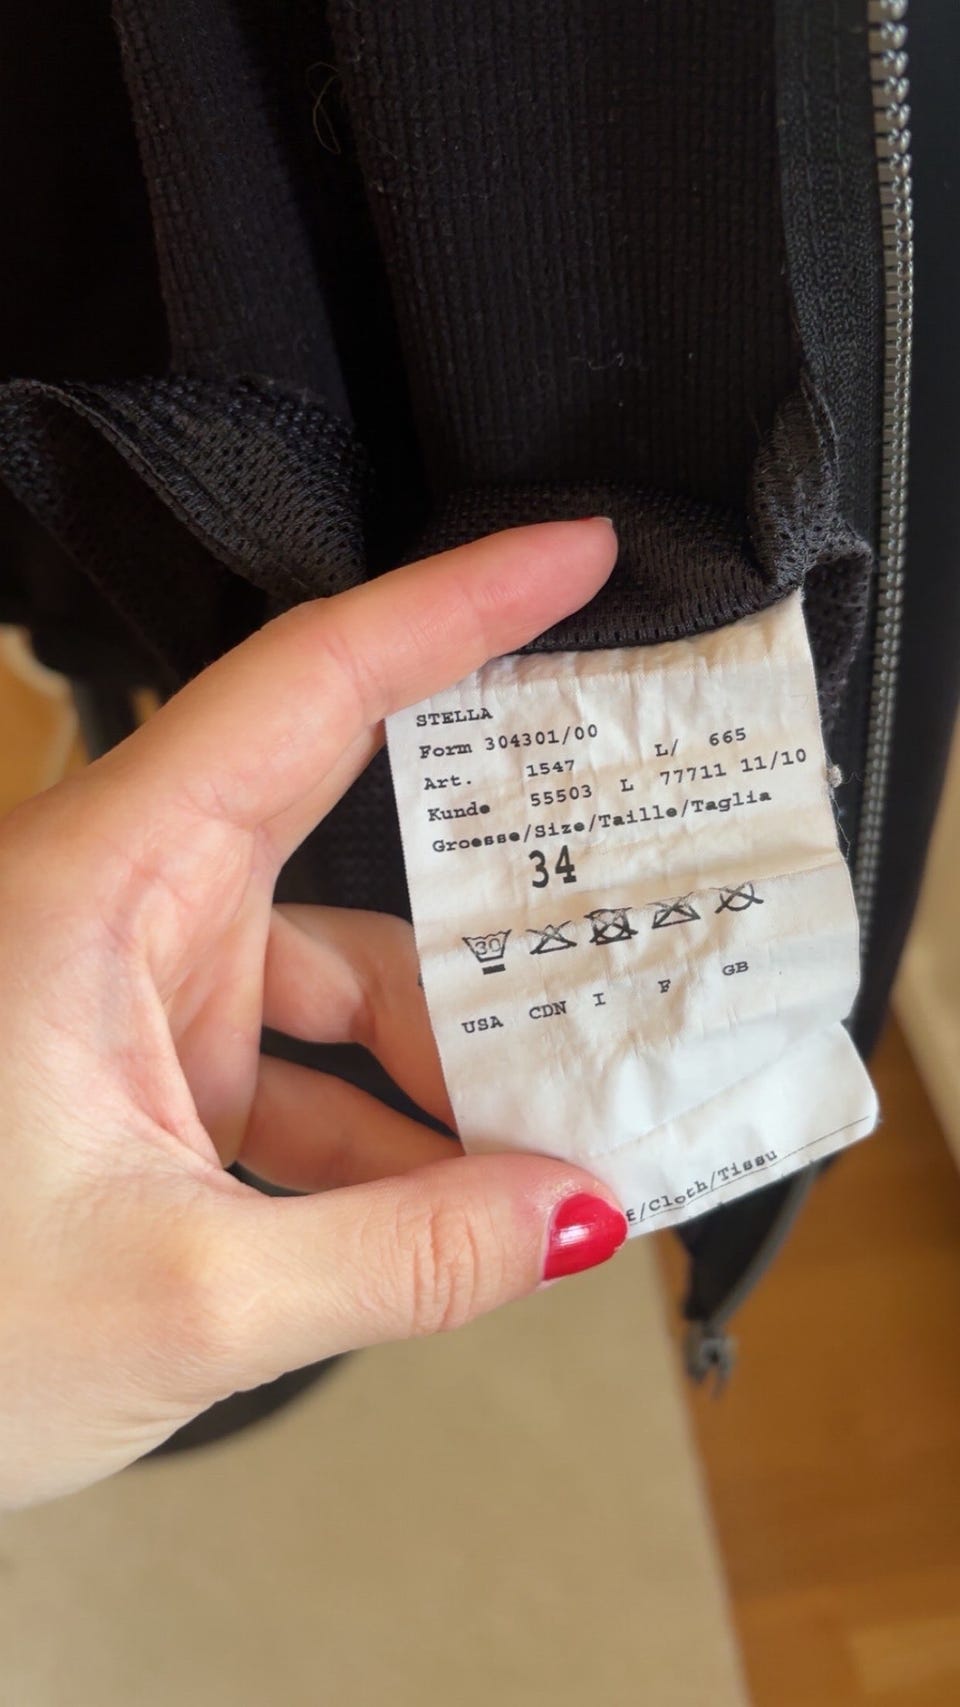 STELLA
Form 304301/00
Art. 1547 L/ 665
Kunde 55503 L 77711 11/10
Groesse/Size/Taille/Taglia
34
30
USA CDN I F GB
/Cloth/Tissu